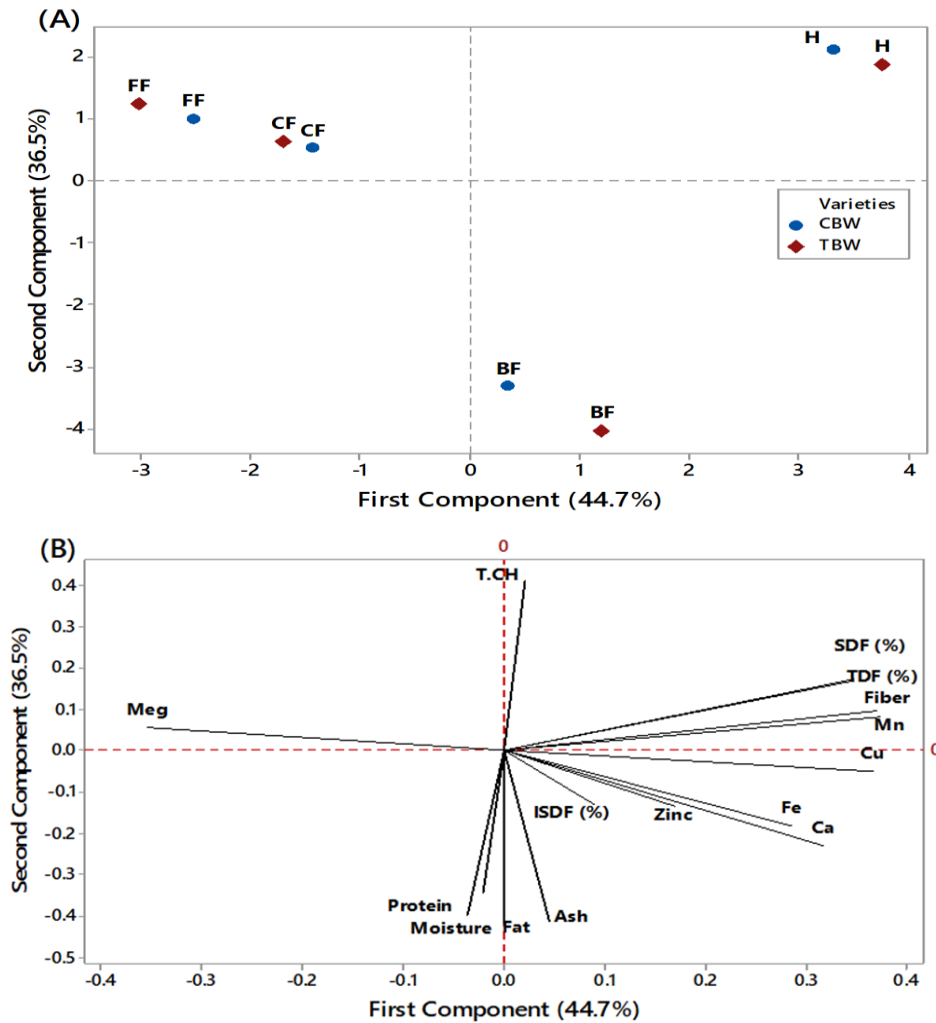 (A)
Second Component (36.5%)
2
1
0
-1
-2
-3
-4
H
H
FF
FF
CF
CF
BF
BF
Varieties
CBW
TBW
-3
-2
-1
0
1
2
3
4
First Component (44.7%)
(B)
0
Second Component (36.5%)
0.4
0.3
0.2
0.1
0.0
-0.1
-0.2
-0.3
-0.4
-0.5
T.CH
SDF (%)
TDF (%)
Fiber
Meg
Mn
Cu
0
ISDF (%)
Zinc
Fe
Ca
Protein
Moisture
Fat
Ash
-0.4
-0.3
-0.2
-0.1
0.0
0.1
0.2
0.3
0.4
First Component (44.7%)